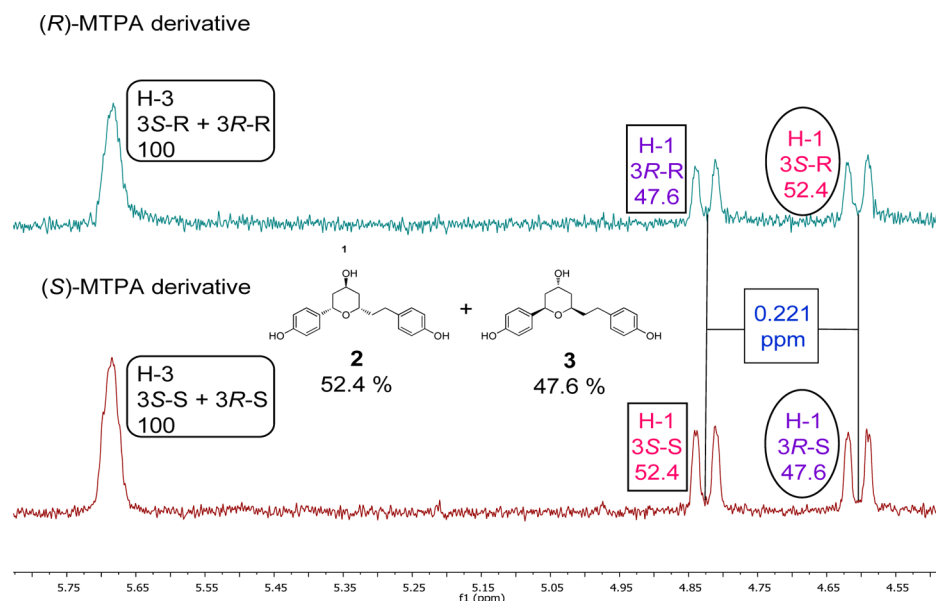 (R)-MTPA derivative
H-3
3S-R + 3R-R
100
H-1
3R-R
47.6
H-1
3S-R
52.4
1
(S)-MTPA derivative
OH
O
HO
OH
2
52.4 %
+
OH
O
HO
OH
3
47.6 %
0.221
ppm
H-3
3S-S + 3R-S
100
H-1
3S-S
52.4
H-1
3R-S
47.6
5.75 5.65 5.55 5.45 5.35 5.25 5.15 5.05 4.95 4.85 4.75 4.65 4.55
f1 (ppm)